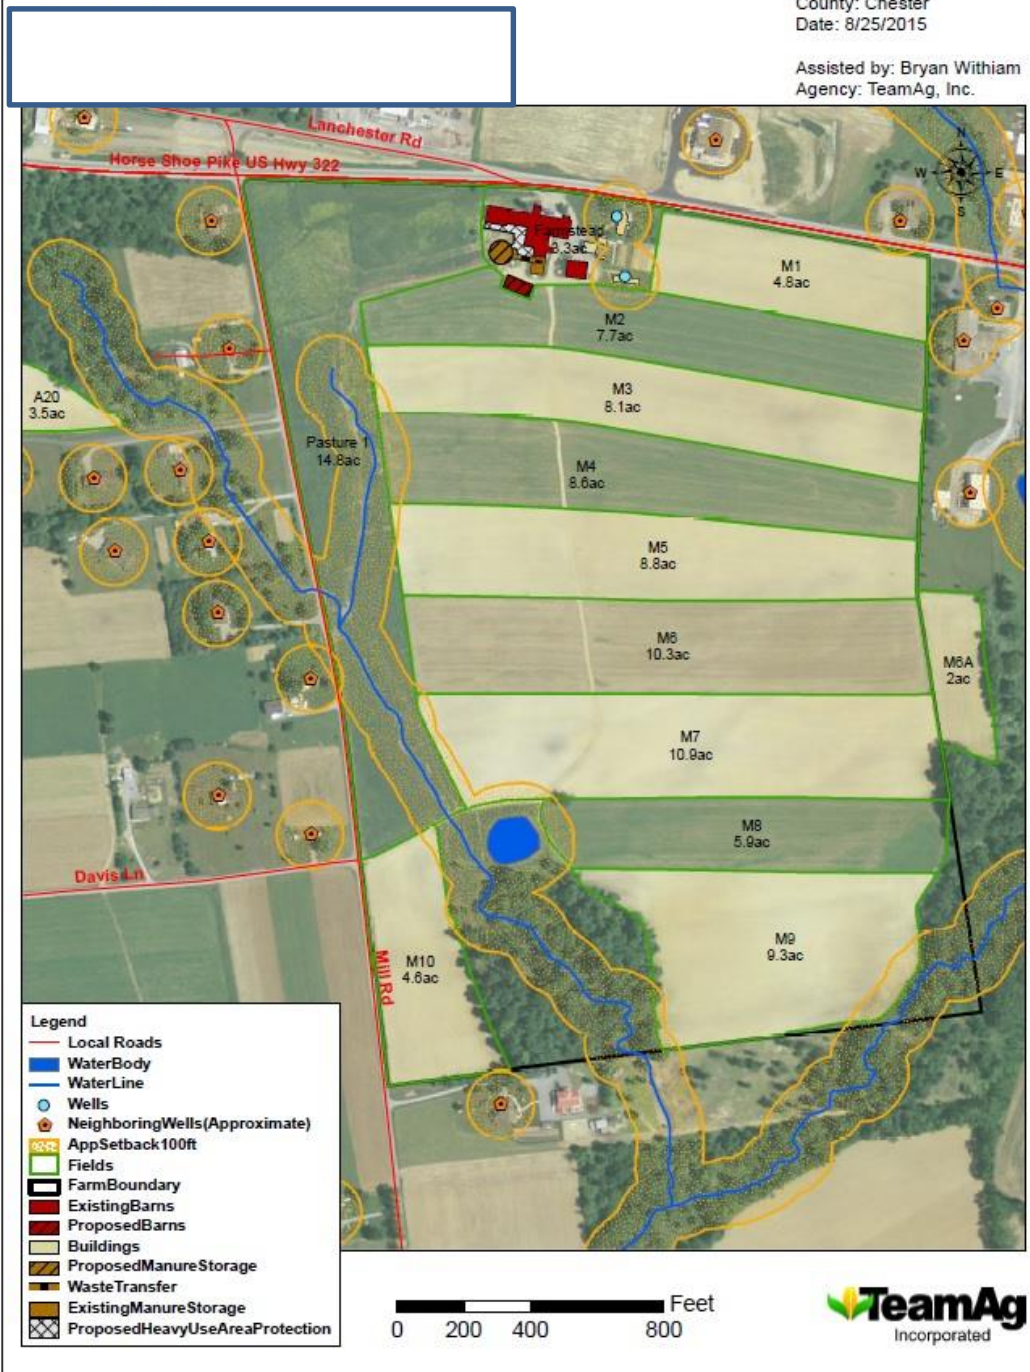 County: Chester
Date: 8/25/2015
Assisted by: Bryan Withiam
Agency: TeamAg, Inc.
Lanchester Rd
Horse Shoe Pike US Hwy 322
N
W
E
S
Farmstead
3.3ac
M1
4.8ac
M2
7.7ac
M3
8.1ac
A20
3.5ac
Pasture 1
14.8ac
M4
8.6ac
M5
8.8ac
M6
10.3ac
M6A
2ac
M7
10.9ac
M8
5.9ac
Davis Ln
M9
9.3ac
M10
4.6ac
Mill Rd
Legend
Local Roads
WaterBody
WaterLine
Wells
NeighboringWells(Approximate)
AppSetback100ft
Fields
FarmBoundary
ExistingBarns
ProposedBarns
Buildings
ProposedManureStorage
WasteTransfer
ExistingManureStorage
ProposedHeavyUseAreaProtection
Feet
0 200 400 800
TeamAg
Incorporated